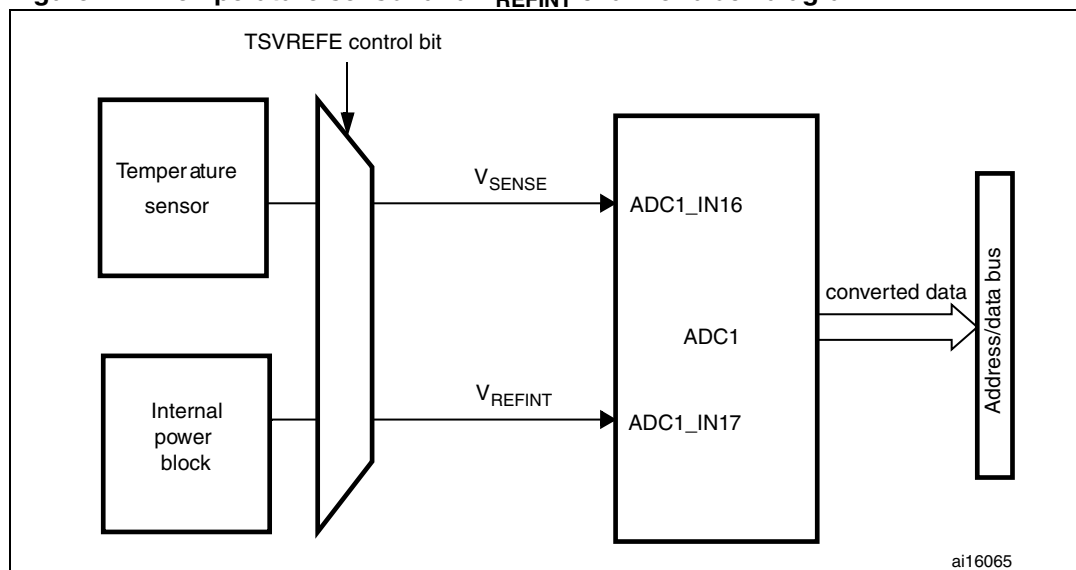 TSVREFE control bit
Temperature
sensor
VSENSE
ADC1_IN16
converted data
Address/data bus
ADC1
Internal
power
block
VREFINT
ADC1_IN17
ai16065